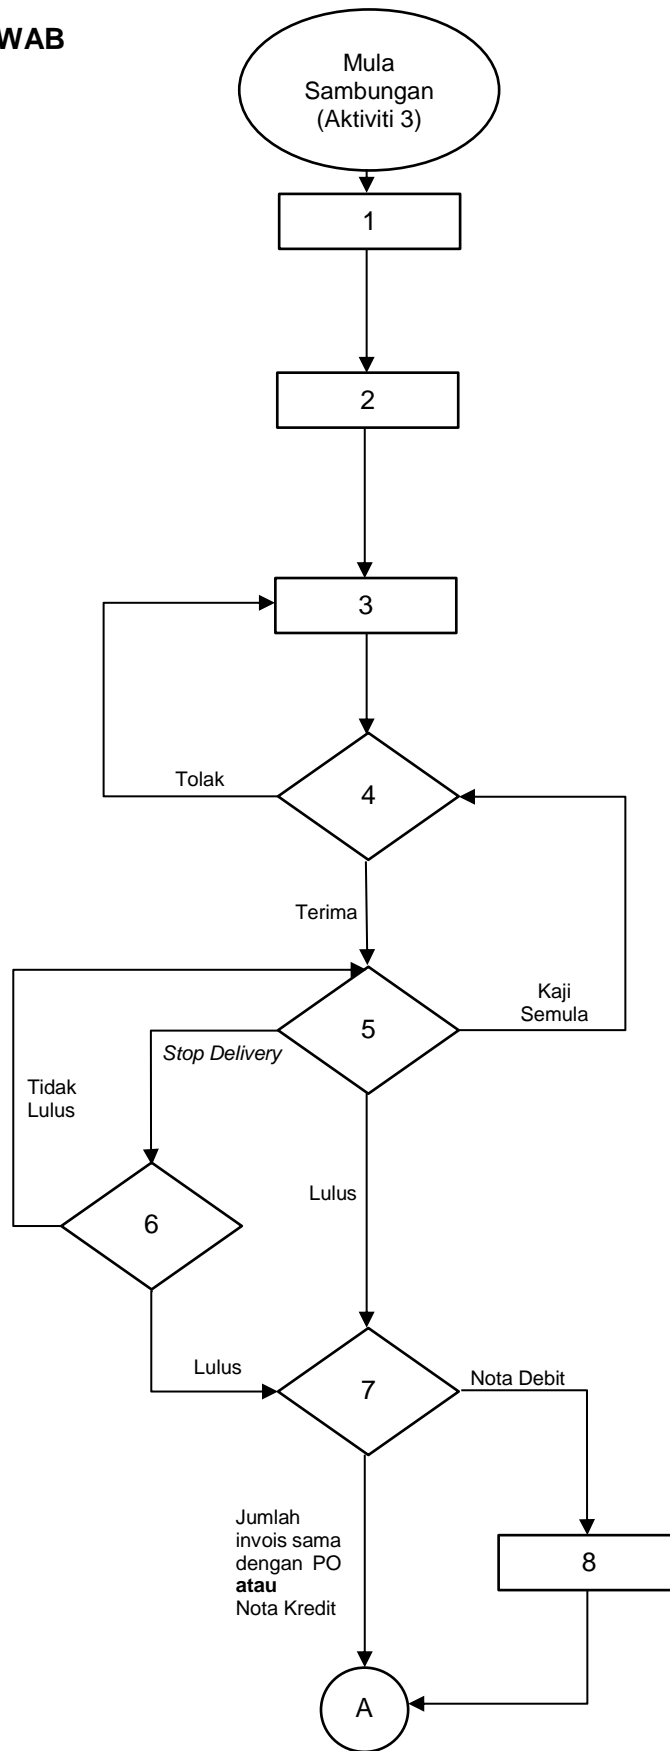 WAB
Mula
Sambungan
(Aktiviti 3)
1
2
3
Tolak
4
Terima
Kaji
Semula
5
Stop Delivery
Tidak
Lulus
Lulus
6
Lulus
7
Nota Debit
Jumlah
invois sama
dengan PO
atau
Nota Kredit
8
A